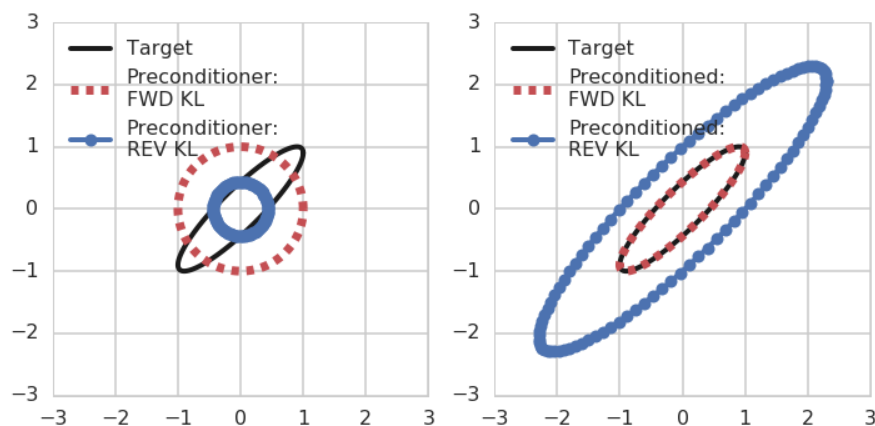 3
2
1
0
−1
−2
−3
−3
−2
−1
0
1
2
3
Target
Preconditioner:
FWD KL
Preconditioner:
REV KL
3
2
1
0
−1
−2
−3
−3
−2
−1
0
1
2
3
Target
Preconditioned:
FWD KL
Preconditioned:
REV KL